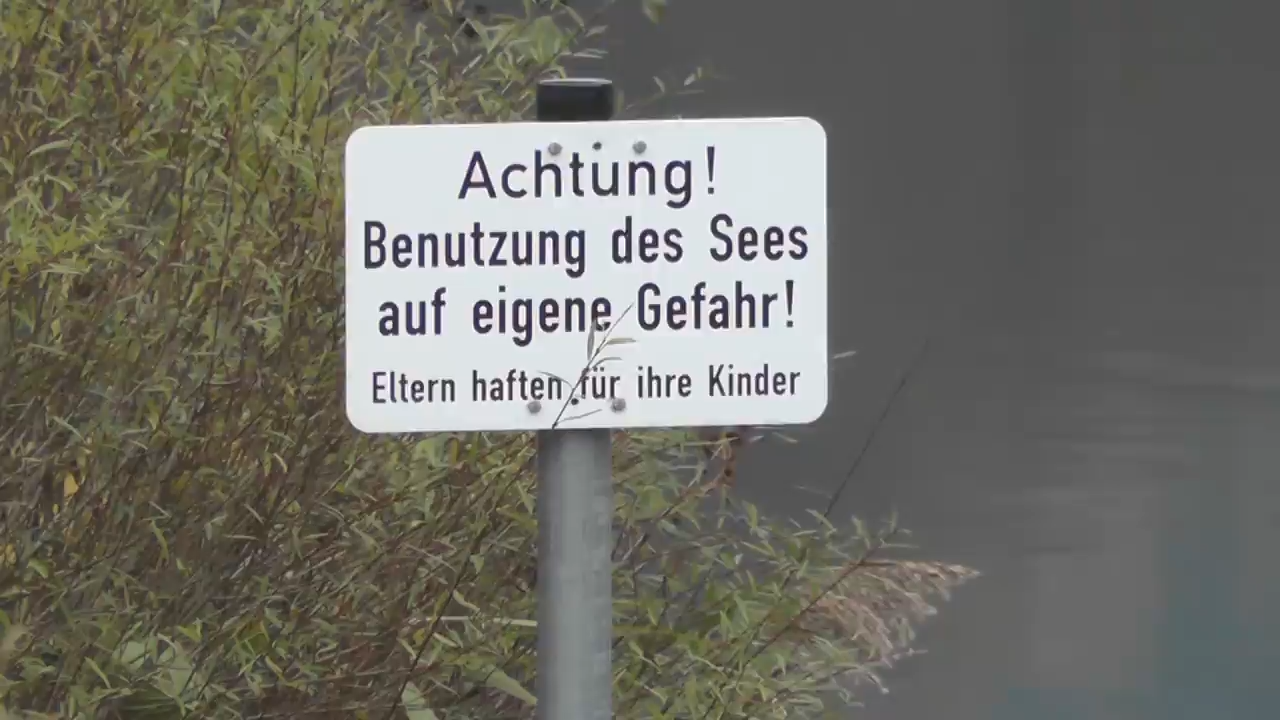 Achtung!
Benutzung des Sees
auf eigene Gefahr!
Eltern haften für ihre Kinder